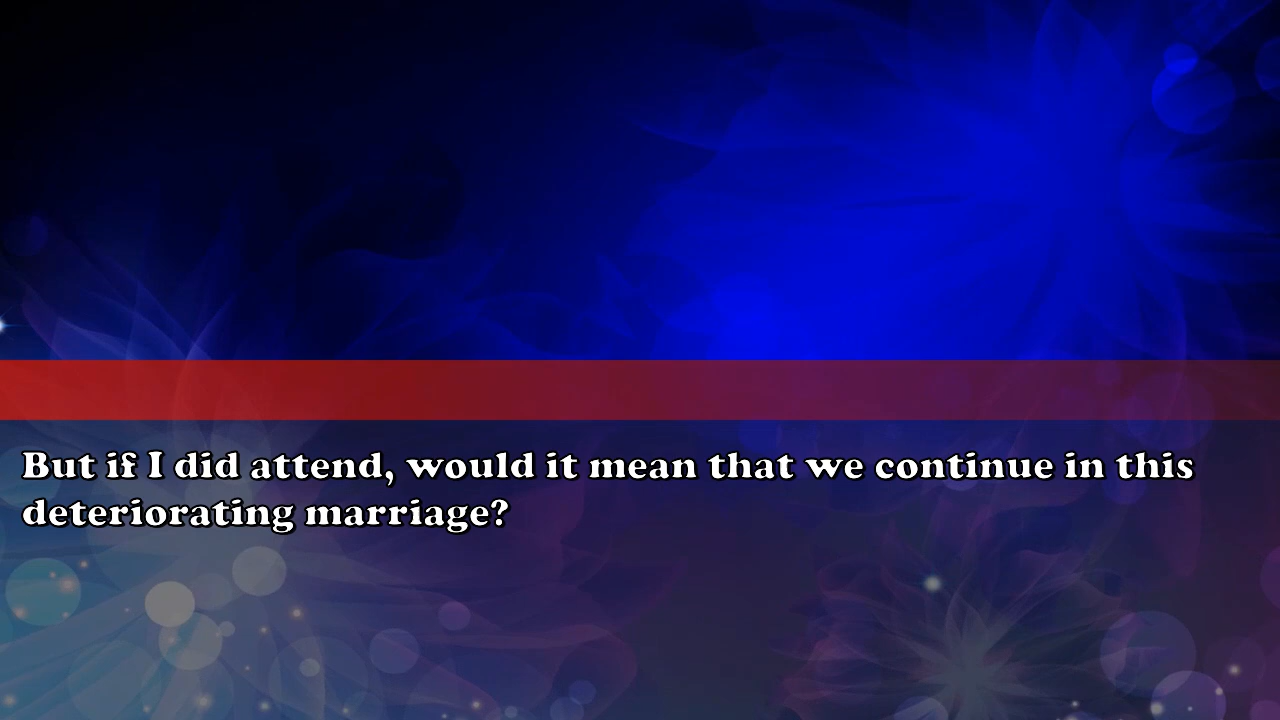 But if I did attend, would it mean that we continue in this
deteriorating marriage?